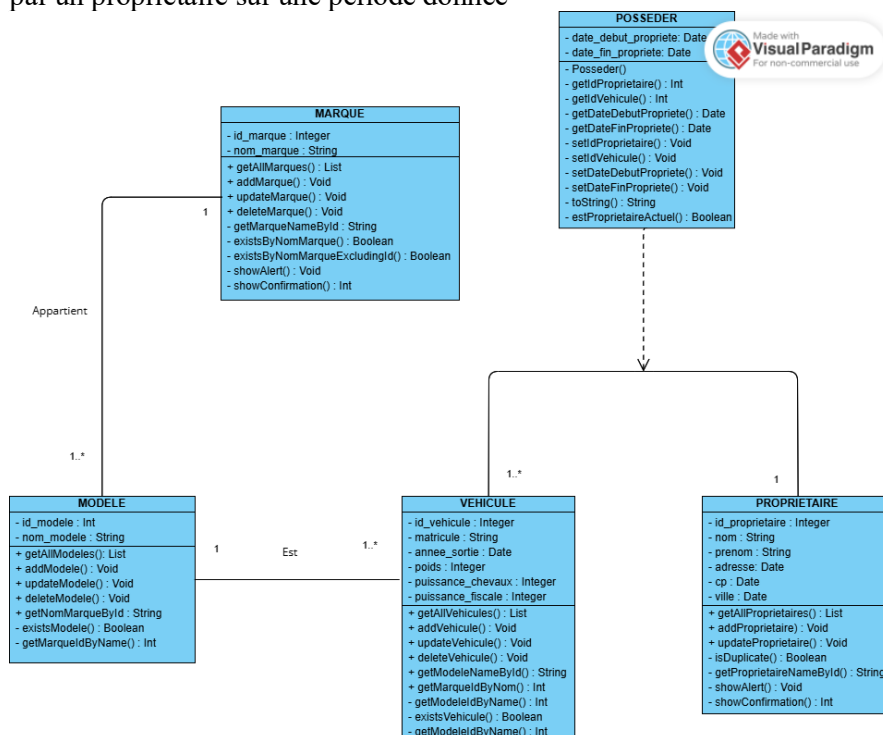 par un propriétaire sur une période donnée
POSSEDER
- date_debut_propriete: Date
- date_fin_propriete: Date
- Posseder()
- getIdProprietaire() : Int
- getIdVehicule() : Int
- getDateDebutPropriete() : Date
- getDateFinPropriete() : Date
- setIdProprietaire() : Void
- setIdVehicule() : Void
- setDateDebutPropriete() : Void
- setDateFinPropriete() : Void
- toString() : String
- estProprietaireActuel() : Boolean
Made with
VisualParadigm
For non-commercial use
MARQUE
- id_marque : Integer
- nom_marque : String
+ getAllMarques() : List
+ addMarque() : Void
+ updateMarque() : Void
+ deleteMarque() : Void
- getMarqueNameById : String
- existsByNomMarque() : Boolean
- existsByNomMarqueExcludingId() : Boolean
- showAlert() : Void
- showConfirmation() : Int
1
Appartient
1..*
1..*
1
MODELE
- id_modele : Int
- nom_modele : String
+ getAllModeles(): List
+ addModele() : Void
+ updateModele() : Void
+ deleteModele() : Void
+ getNomMarqueById : String
- existsModele() : Boolean
- getMarqueIdByName() : Int
1
Est
1..*
VEHICULE
- id_vehicule : Integer
- matricule : String
- annee_sortie : Date
- poids : Integer
- puissance_chevaux : Integer
- puissance_fiscale : Integer
+ getAllVehicules() : List
+ addVehicule() : Void
+ updateVehicule() : Void
+ deleteVehicule() : Void
+ getModeleNameById() : String
+ getMarqueIdByNom() : Int
- getModeleIdByName() : Int
- existsVehicule() : Boolean
- getModeleIdByName() : Int
PROPRIETAIRE
- id_proprietaire : Integer
- nom : String
- prenom : String
- adresse: Date
- cp : Date
- ville : Date
+ getAllProprietaires() : List
+ addProprietaire) : Void
+ updateProprietaire() : Void
- isDuplicate() : Boolean
- getProprietaireNameById() : String
- showAlert() : Void
- showConfirmation() : Int